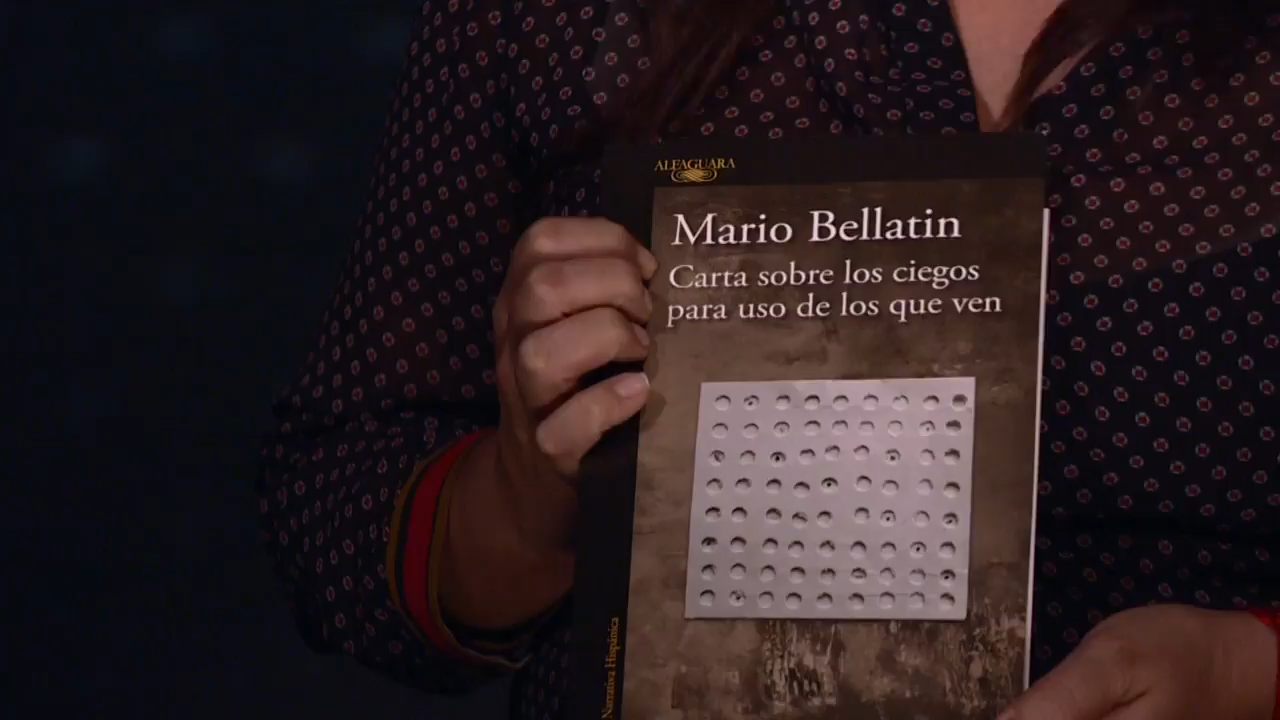 ALFAGUARA
Mario Bellatin
Carta sobre los ciegos
para uso de los que ven
Narrativa Hispánica